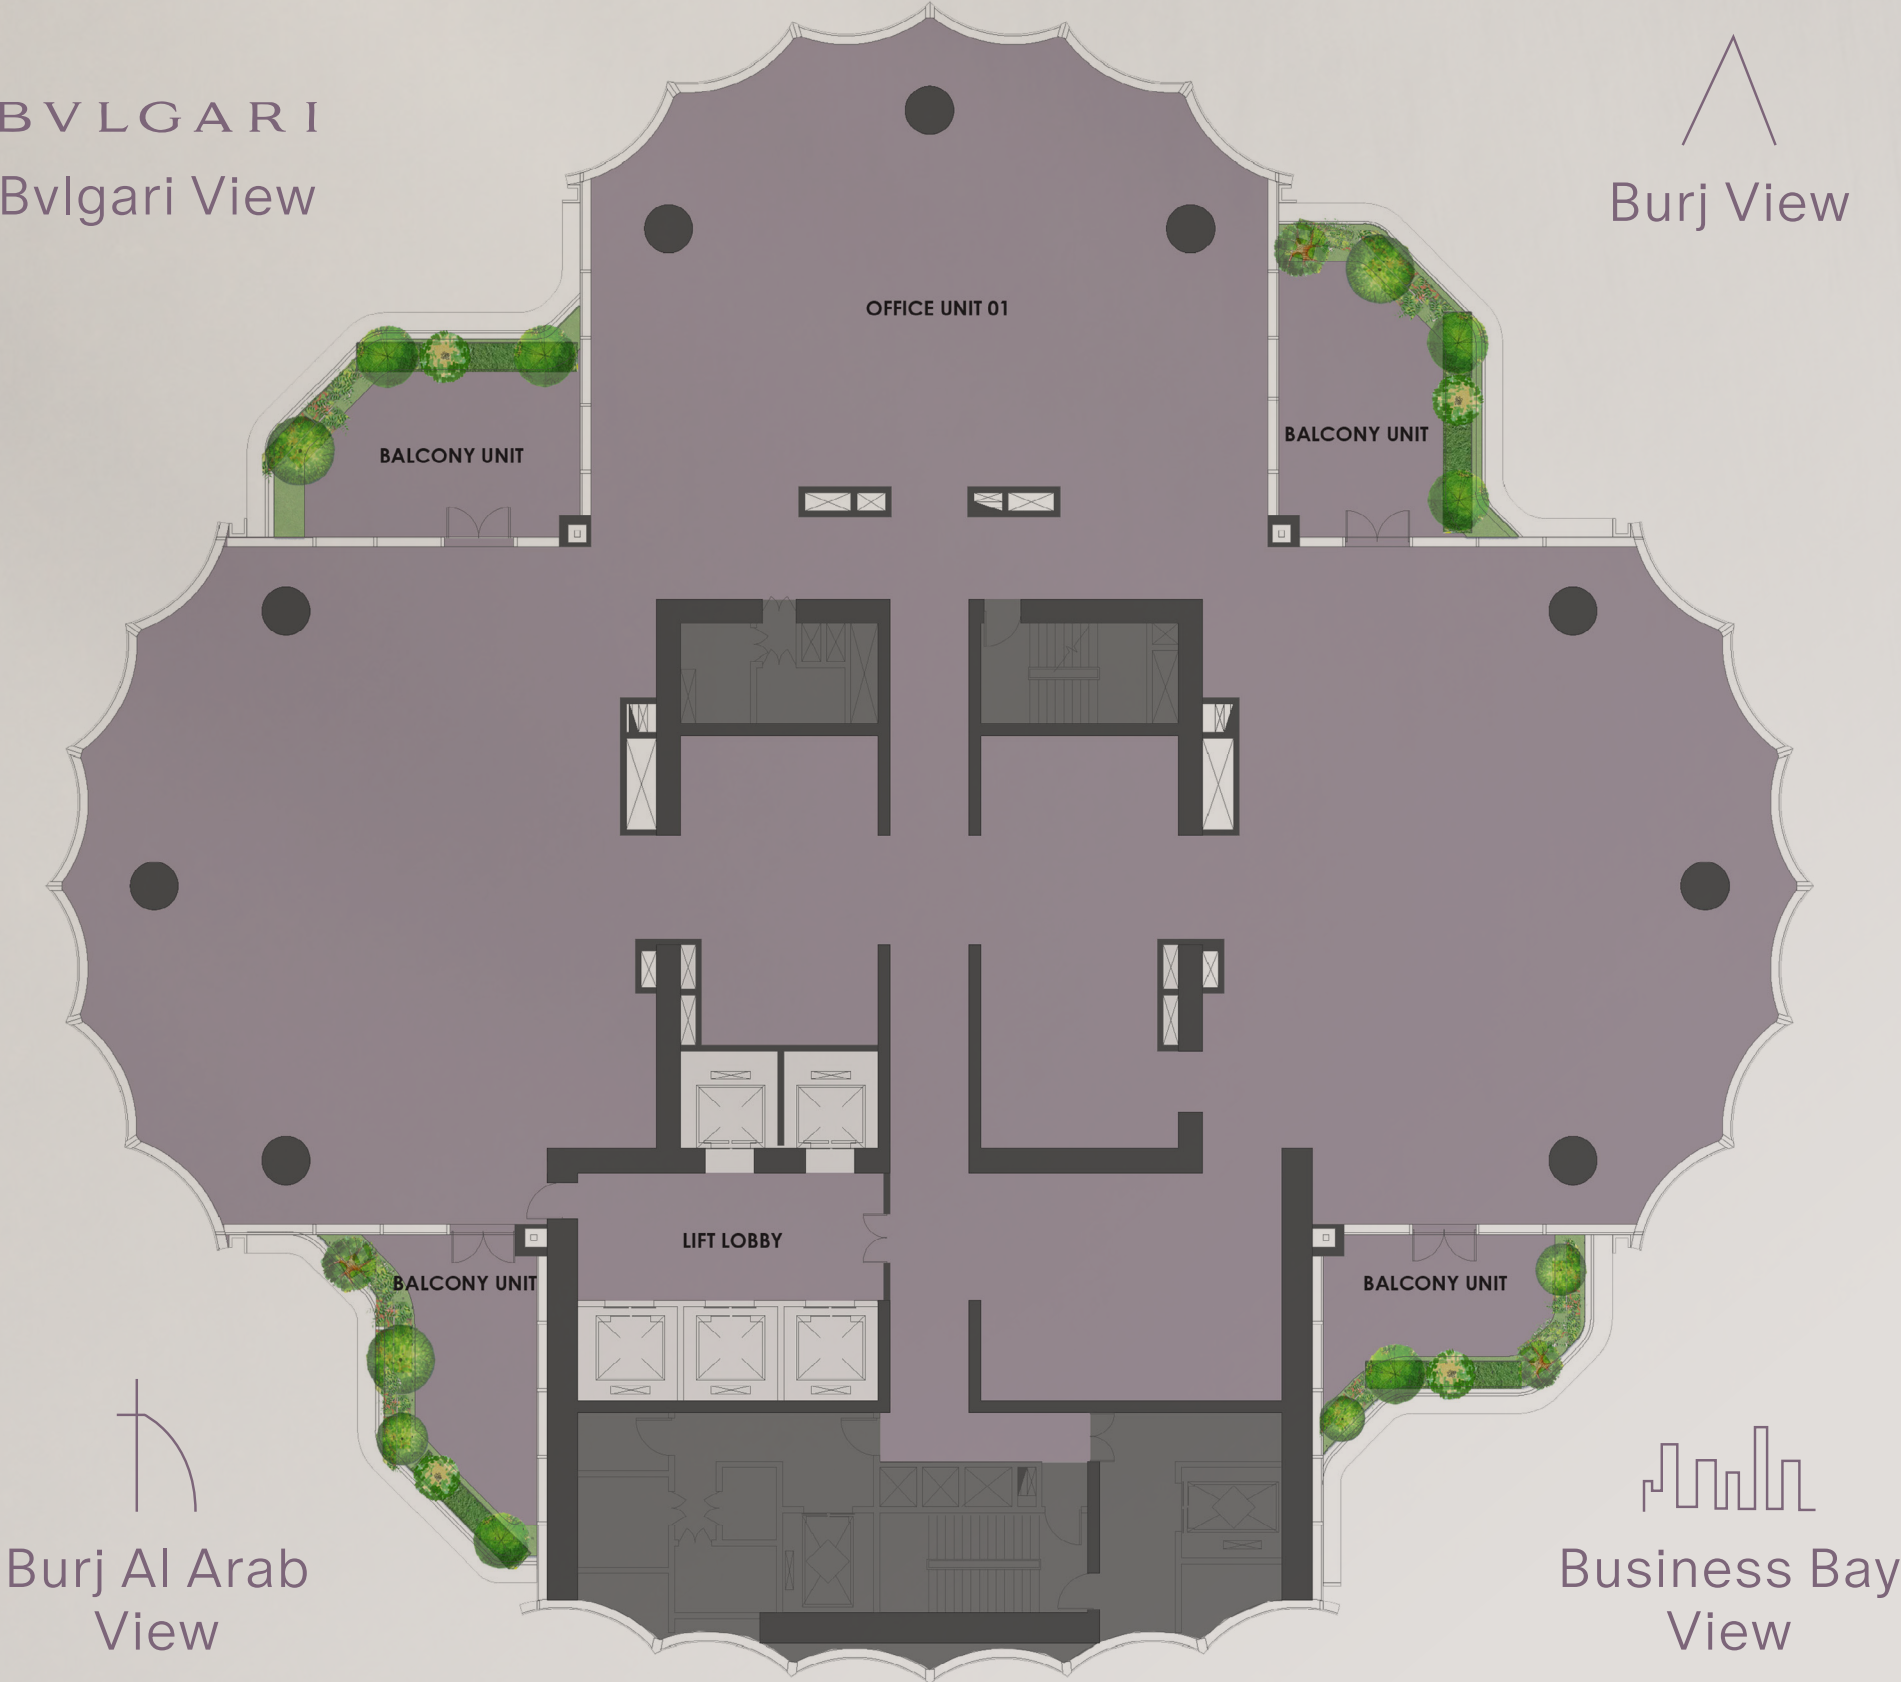 BVLGARI
Bvlgari View
Burj View
OFFICE UNIT 01
BALCONY UNIT
BALCONY UNIT
LIFT LOBBY
BALCONY UNIT
BALCONY UNIT
Burj Al Arab
View
Business Bay
View